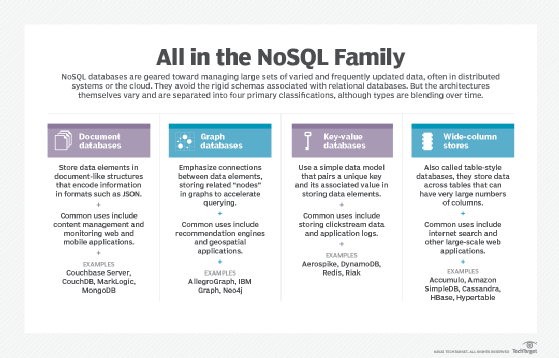 All in the NoSQL Family
NoSQL databases are geared toward managing large sets of varied and frequently updated data, often in distributed
systems or the cloud. They avoid the rigid schemas associated with relational databases. But the architectures
themselves vary and are separated into four primary classifications, although types are blending over time.
Document
databases
Store data elements in
document-like structures
that encode information
in formats such as JSON.
+
Common uses include
content management and
monitoring web and
mobile applications.
+
EXAMPLES
Couchbase Server,
CouchDB, MarkLogic,
MongoDB
Graph
databases
Emphasize connections
between data elements,
storing related "nodes"
in graphs to accelerate
querying.
+
Common uses include
recommendation engines
and geospatial
applications.
+
EXAMPLES
AllegroGraph, IBM
Graph, Neo4j
Key-value
databases
Use a simple data model
that pairs a unique key
and its associated value in
storing data elements.
+
Common uses include
storing clickstream data
and application logs.
+
EXAMPLES
Aerospike, DynamoDB,
Redis, Riak
Wide-column
stores
Also called table-style
databases, they store data
across tables that can
have very large numbers
of columns.
+
Common uses include
internet search and
other large-scale web
applications.
+
EXAMPLES
Accumulo, Amazon
SimpleDB, Cassandra,
HBase, Hypertable
TECHTARGET. ALL RIGHTS RESERVED
TechTarget